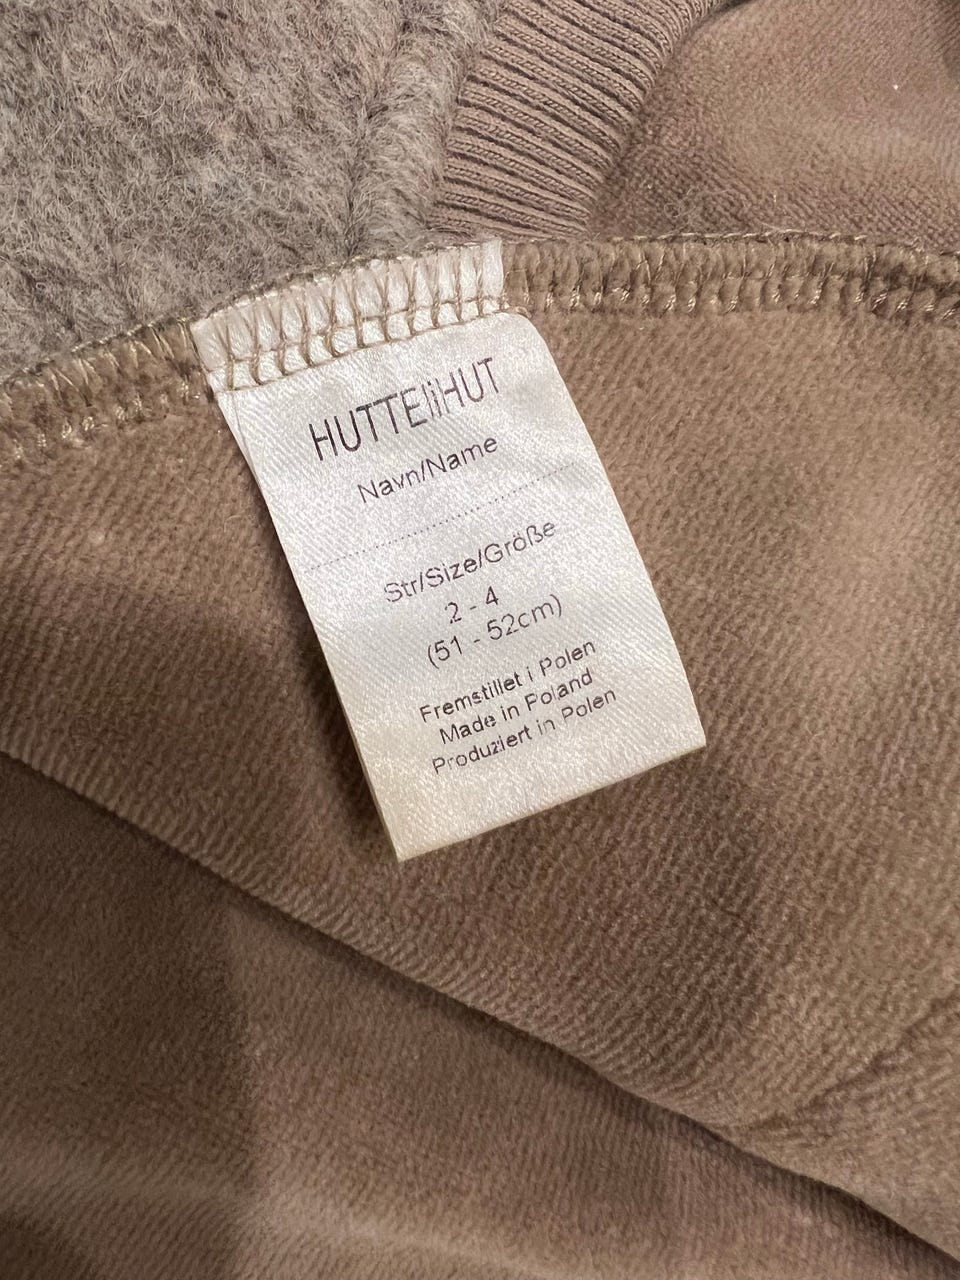 HUTTEliHUT
Navn/Name
Str/Size/Größe
2 - 4
(51 - 52cm)
Fremstillet i Polen
Made in Poland
Produziert in Polen